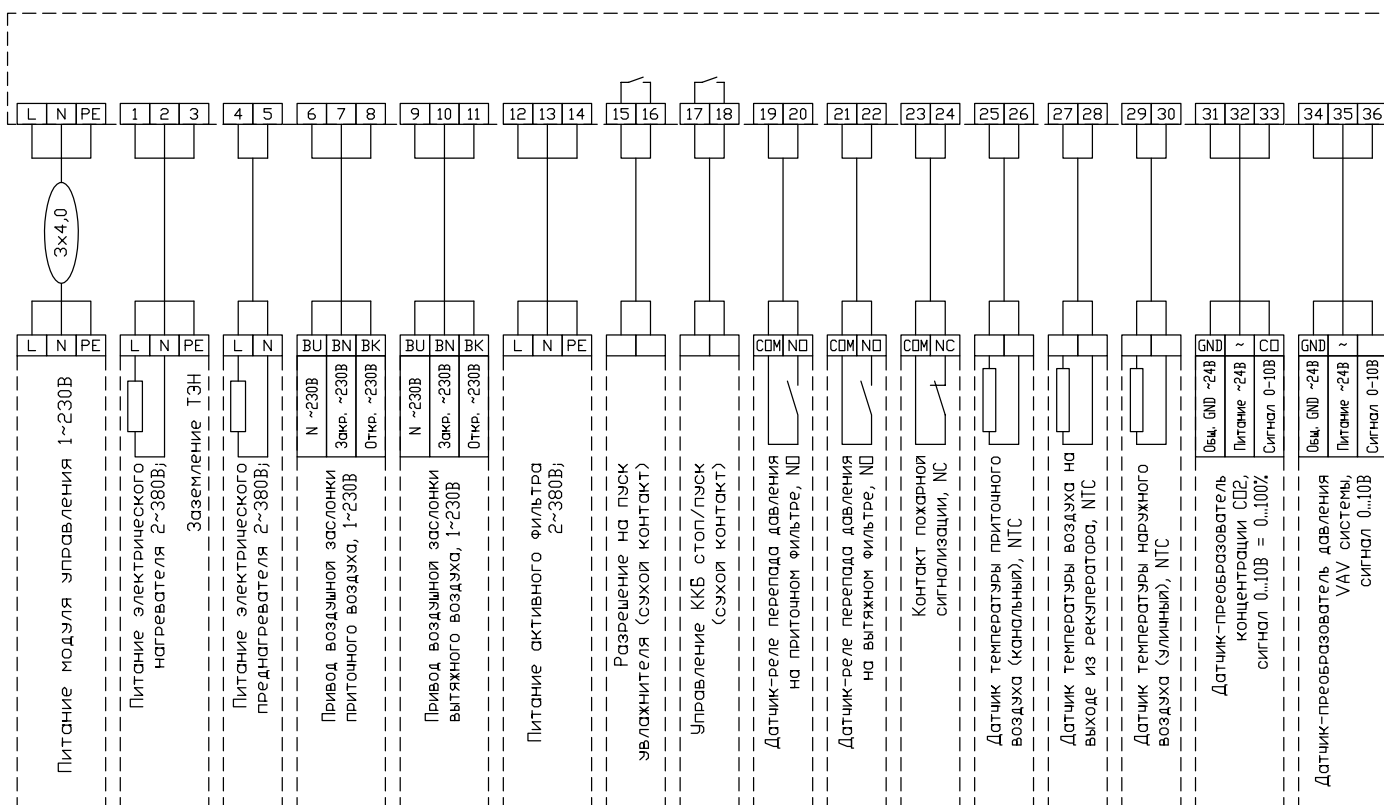 L N PE 1 2 3 4 5 6 7 8 9 10 11 12 13 14 15 16 17 18 19 20 21 22 23 24 25 26 27 28 29 30 31 32 33 34 35 36
3x4,0
L N PE L N PE L N BU BN BK BU BN BK L N PE COM NO COM NO COM NC GND ~ CO GND ~
Питание модуля управления 1~230В
Питание электрического
нагревателя 2~380В;
Заземление ТЭН
Питание электрического
преднагревателя 2~380В;
N ~230В
Закр. ~230В
Откр. ~230В
Привод воздушной заслонки
приточного воздуха, 1~230В
N ~230В
Закр. ~230В
Откр. ~230В
Привод воздушной заслонки
вытяжного воздуха, 1~230В
Питание активного фильтра
2~380В;
Разрешение на пуск
увлажнителя (сухой контакт)
Управление ККБ стоп/пуск
(сухой контакт)
Датчик-реле перепада давления
на приточном фильтре, NO
Датчик-реле перепада давления
на вытяжном фильтре, NO
Контакт пожарной
сигнализации, NC
Датчик температуры приточного
воздуха (канальный), NTC
Датчик температуры воздуха на
выходе из рекуператора, NTC
Датчик температуры наружного
воздуха (уличный), NTC
Общ. GND ~24В
Питание ~24В
Сигнал 0-10В
Датчик-преобразователь
концентрации CO2,
сигнал 0...10В = 0...100%
Общ. GND ~24В
Питание ~24В
Сигнал 0-10В
Датчик-преобразователь давления
VAV системы,
сигнал 0...10В